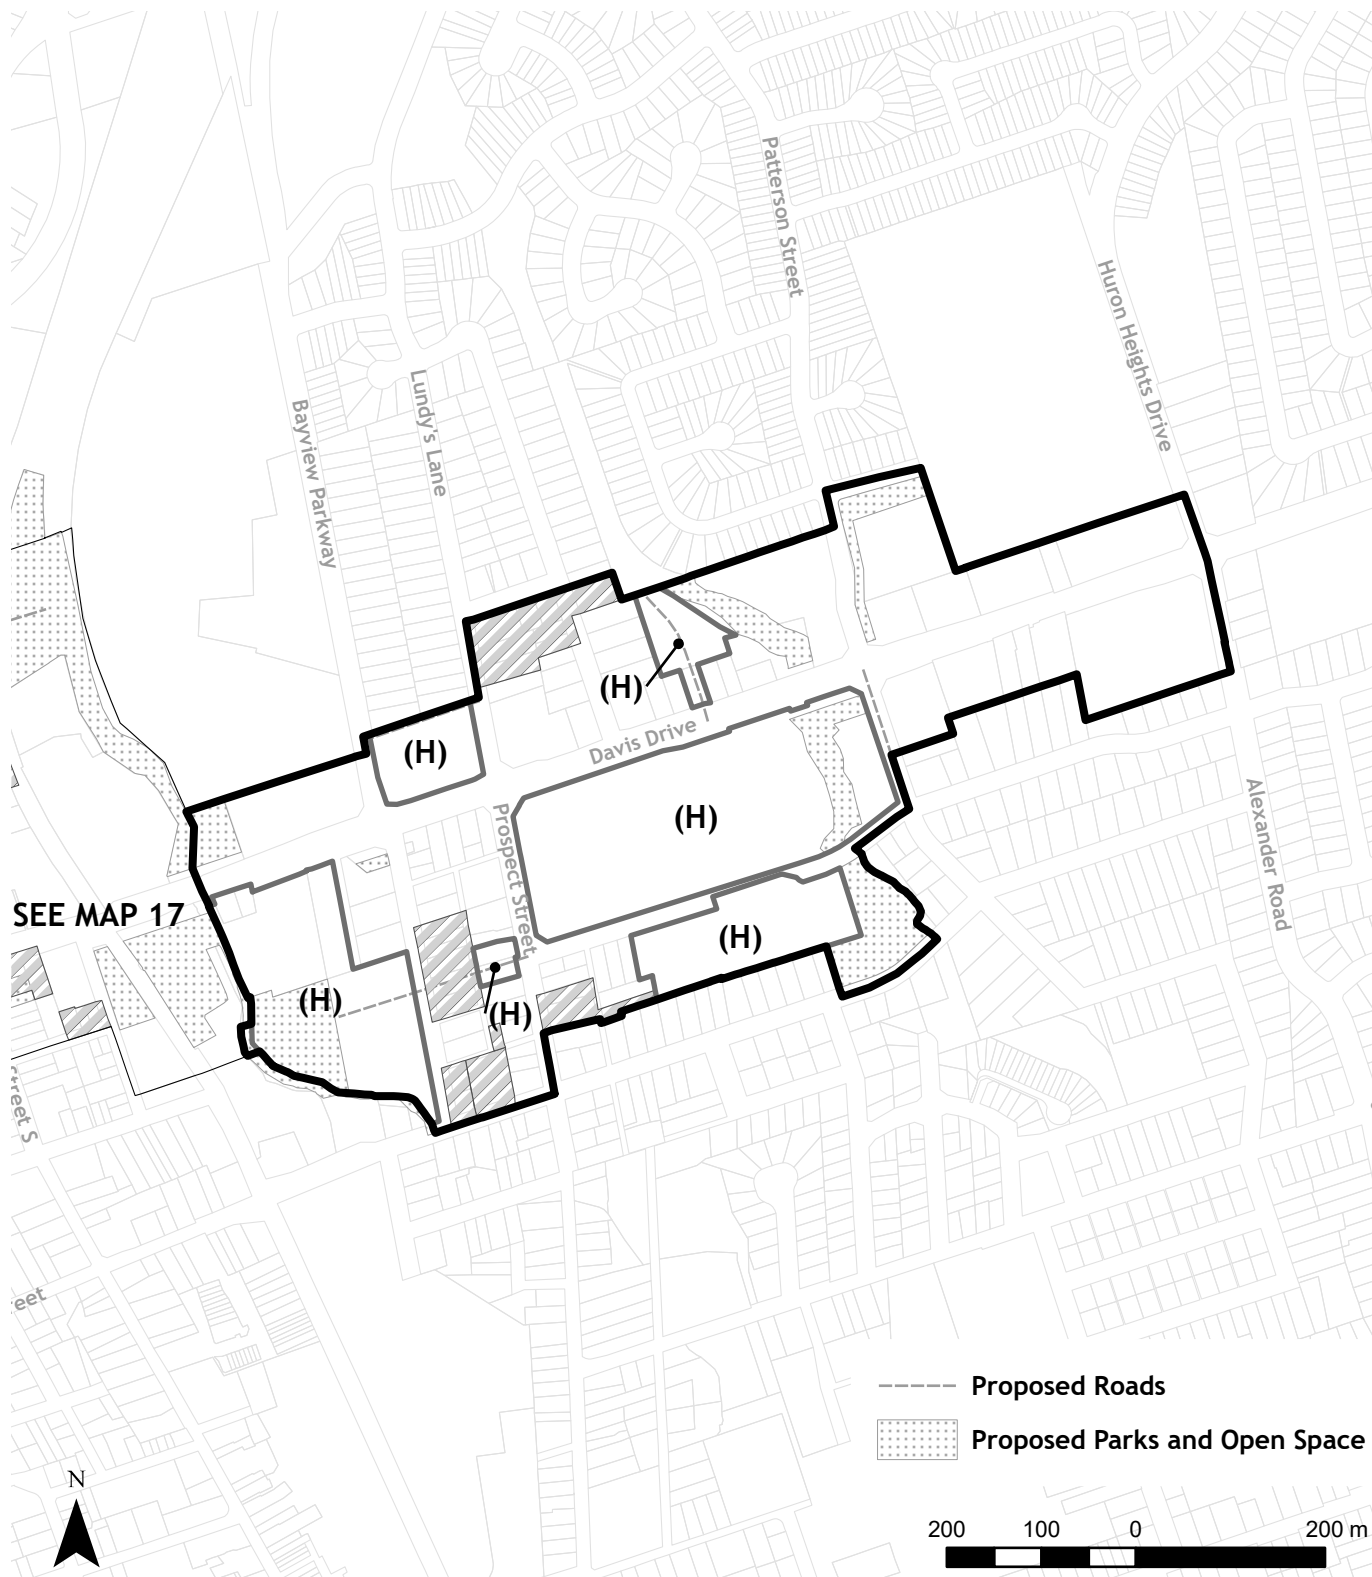 Patterson Street
Huron Heights Drive
Lundy's Lane
Bayview Parkway
(H)
Davis Drive
(H)
(H)
Prospect Street
Alexander Road
SEE MAP 17
(H)
(H)
(H)
Street S
Proposed Roads
Proposed Parks and Open Space
N
200 100 0 200 m